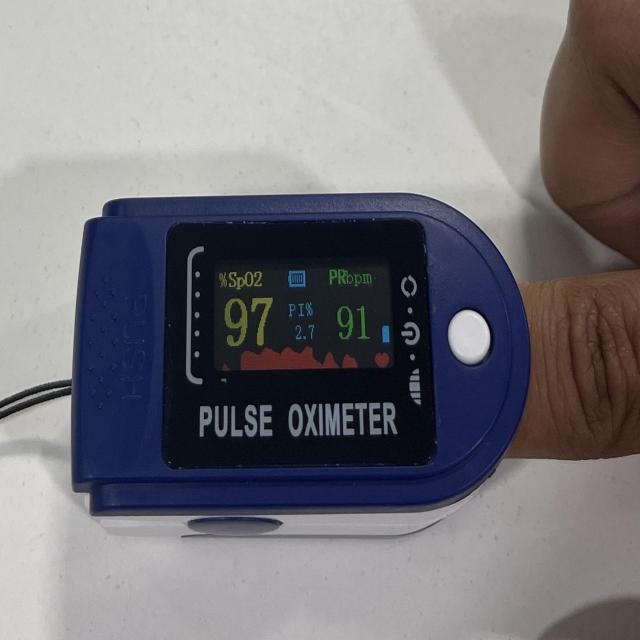 %SpO2 PRbpm
97 PI% 91
2.7
PULSE OXIMETER
PUSH